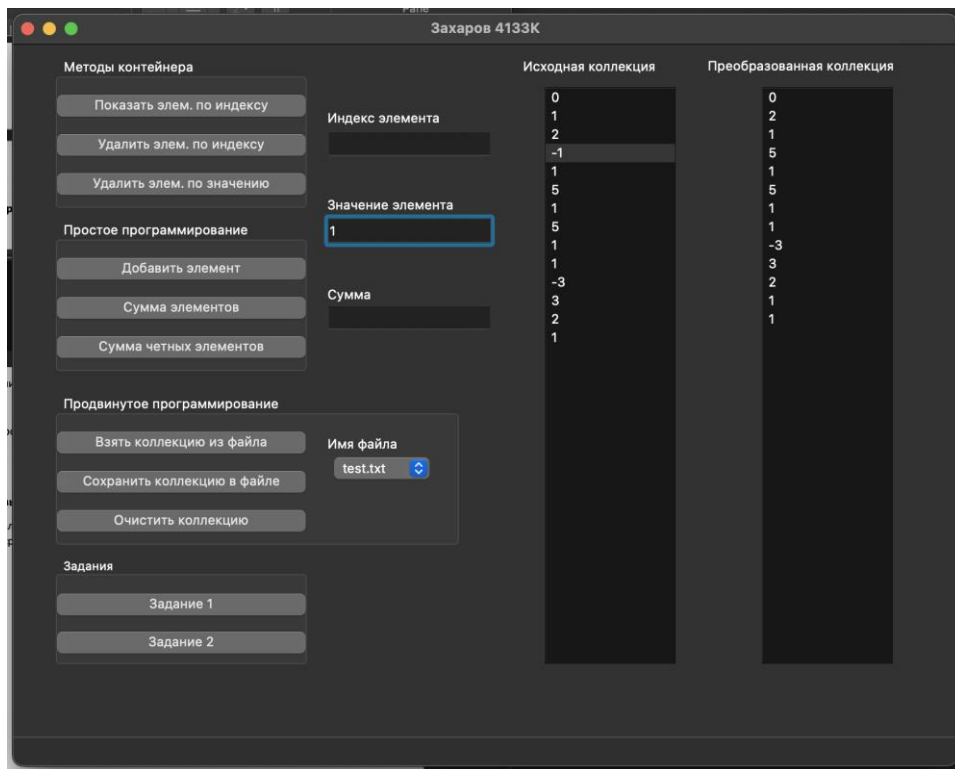 Pane
Захаров 4133К
Методы контейнера
Показать элем. по индексу
Удалить элем. по индексу
Удалить элем. по значению
Простое программирование
Добавить элемент
Сумма элементов
Сумма четных элементов
Индекс элемента
Значение элемента
1
Сумма
Продвинутое программирование
Взять коллекцию из файла
Сохранить коллекцию в файле
Очистить коллекцию
Имя файла
test.txt
Задания
Задание 1
Задание 2
Исходная коллекция
0
1
2
-1
1
5
1
5
1
1
-3
3
2
1
Преобразованная коллекция
0
2
1
5
1
5
1
1
-3
3
2
1
1